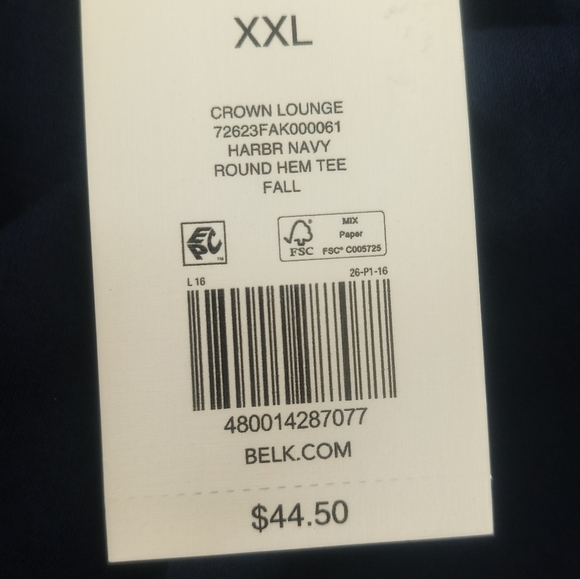 XXL
CROWN LOUNGE
72623FAK000061
HARBR NAVY
ROUND HEM TEE
FALL
EPC™
FSC
MIX
Paper
FSC® C005725
L 16
26-P1-16
480014287077
BELK.COM
$44.50